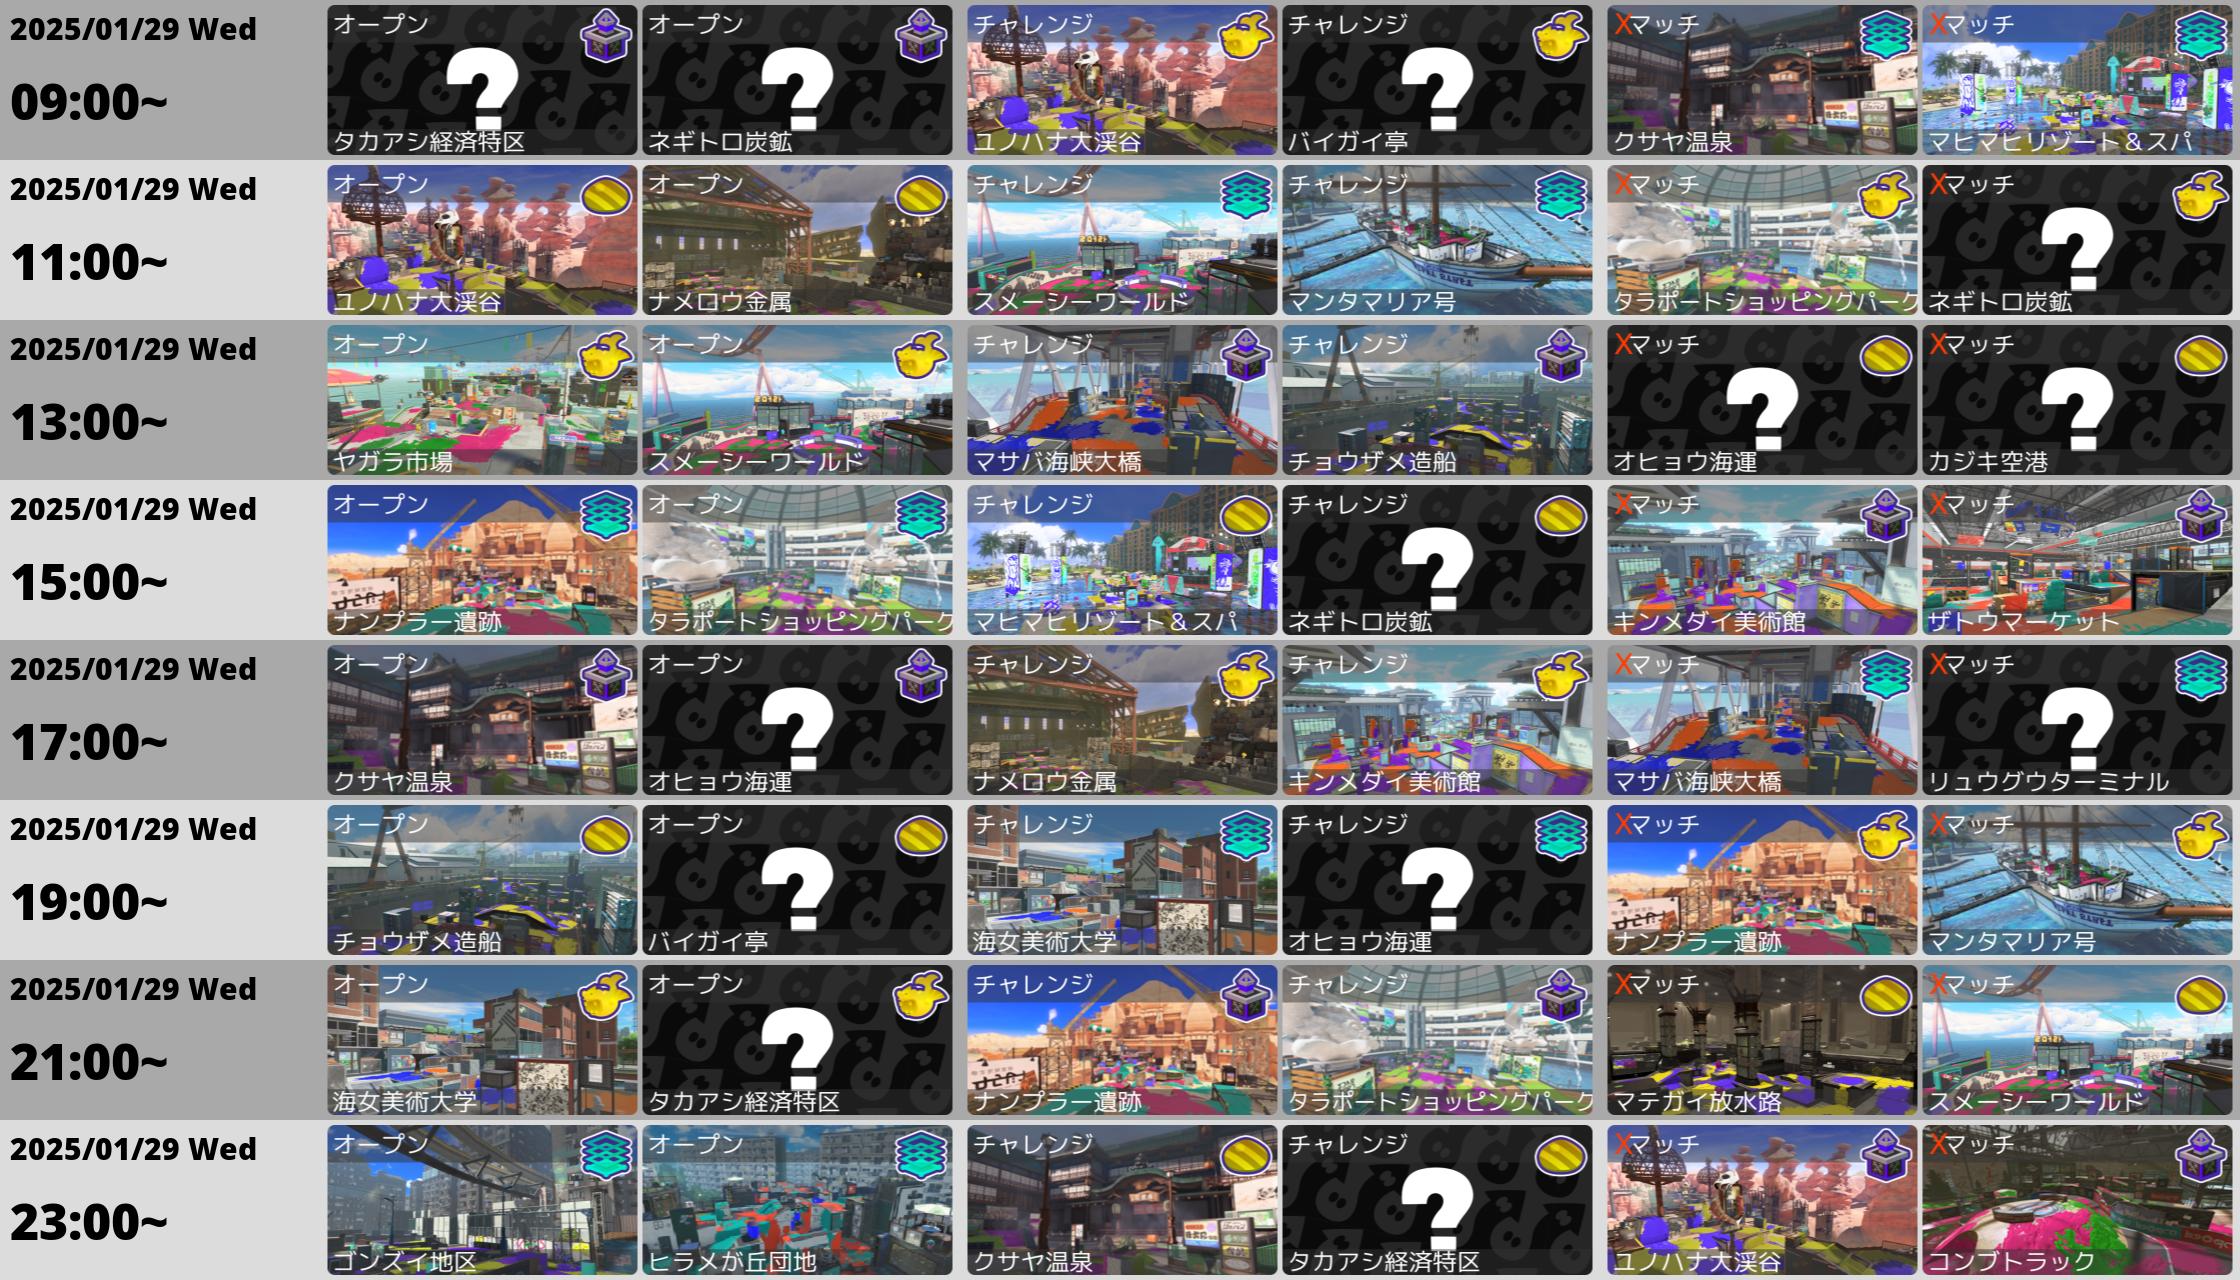 2025/01/29 Wed
09:00~
オープン
タカアシ経済特区
オープン
ネギトロ炭鉱
チャレンジ
ユノハナ大渓谷
チャレンジ
バイガイ亭
Xマッチ
クサヤ温泉
Xマッチ
マヒマヒリゾート&スパ
2025/01/29 Wed
11:00~
オープン
ユノハナ大渓谷
オープン
ナメロウ金属
チャレンジ
スメーシーワールド
チャレンジ
マンタマリア号
Xマッチ
タラポートショッピングパーク
Xマッチ
ネギトロ炭鉱
2025/01/29 Wed
13:00~
オープン
ヤガラ市場
オープン
スメーシーワールド
チャレンジ
マサバ海峡大橋
チャレンジ
チョウザメ造船
Xマッチ
オヒョウ海運
Xマッチ
カジキ空港
2025/01/29 Wed
15:00~
オープン
ナンプラー遺跡
オープン
タラポートショッピングパーク
チャレンジ
マヒマヒリゾート&スパ
チャレンジ
ネギトロ炭鉱
Xマッチ
キンメダイ美術館
Xマッチ
ザトウマーケット
2025/01/29 Wed
17:00~
オープン
クサヤ温泉
オープン
オヒョウ海運
チャレンジ
ナメロウ金属
チャレンジ
キンメダイ美術館
Xマッチ
マサバ海峡大橋
Xマッチ
リュウグウターミナル
2025/01/29 Wed
19:00~
オープン
チョウザメ造船
オープン
バイガイ亭
チャレンジ
海女美術大学
チャレンジ
オヒョウ海運
Xマッチ
ナンプラー遺跡
Xマッチ
マンタマリア号
2025/01/29 Wed
21:00~
オープン
海女美術大学
オープン
タカアシ経済特区
チャレンジ
ナンプラー遺跡
チャレンジ
タラポートショッピングパーク
Xマッチ
マテガイ放水路
Xマッチ
スメーシーワールド
2025/01/29 Wed
23:00~
オープン
ゴンズイ地区
オープン
ヒラメが丘団地
チャレンジ
クサヤ温泉
チャレンジ
タカアシ経済特区
Xマッチ
ユノハナ大渓谷
Xマッチ
コンブトラック